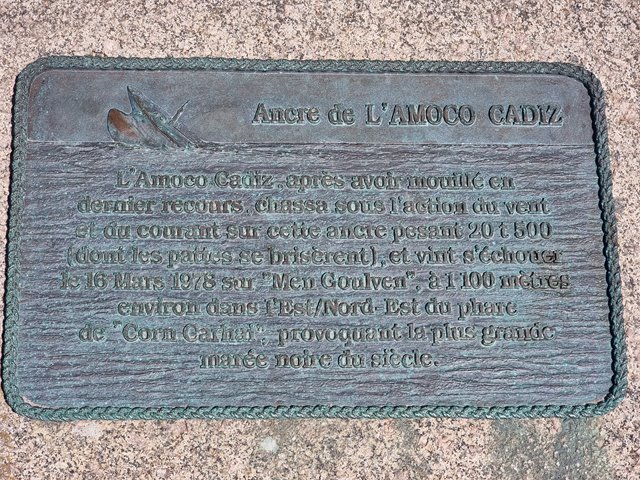 Ancre de L'AMOCO CADIZ
L'Amoco Cadiz, après avoir mouillé en
dernier recours, chassa sous l'action du vent
et du courant sur cette ancre pesant 20 t 500
(dont les pattes se brisèrent), et vint s'échouer
le 16 Mars 1978 sur "Men Goulven", à 1 100 mètres
environ dans l'Est/Nord-Est du phare
de "Corn Carhai", provoquant la plus grande
marée noire du siècle.